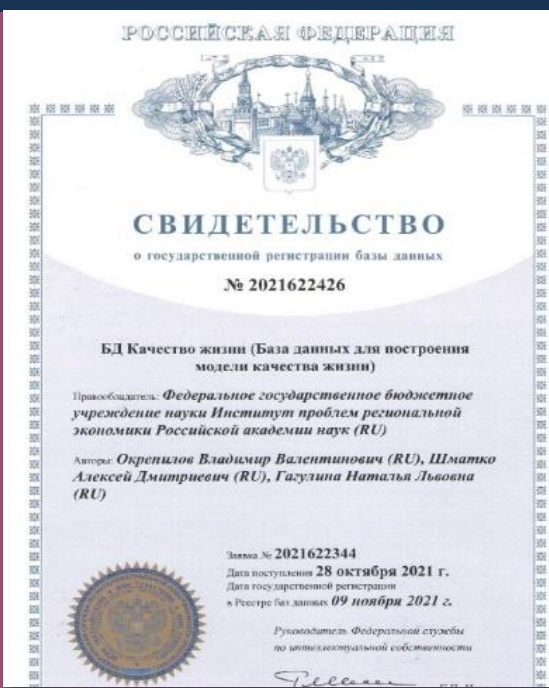 РОССИЙСКАЯ ФЕДЕРАЦИЯ
СВИДЕТЕЛЬСТВО
о государственной регистрации базы данных
№ 2021622426
БД Качество жизни (База данных для построения
модели качества жизни)
Правообладатель: Федеральное государственное бюджетное
учреждение науки Институт проблем региональной
экономики Российской академии наук (RU)
Авторы: Окрепилов Владимир Валентинович (RU), Шматко
Алексей Дмитриевич (RU), Гагулина Наталья Львовна
(RU)
Заявка № 2021622344
Дата поступления 28 октября 2021 г.
Дата государственной регистрации
в Реестре баз данных 09 ноября 2021 г.
Руководитель Федеральной службы
по интеллектуальной собственности